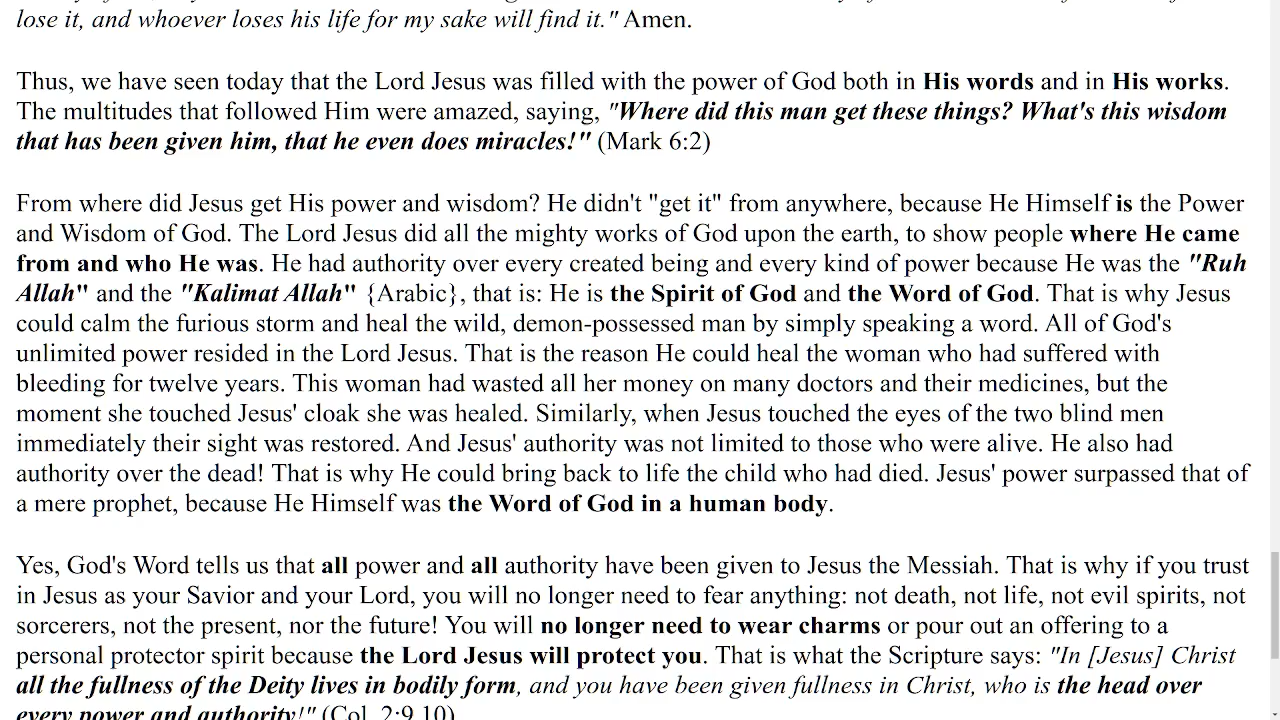 lose it, and whoever loses his life for my sake will find it." Amen.
Thus, we have seen today that the Lord Jesus was filled with the power of God both in His words and in His works.
The multitudes that followed Him were amazed, saying, "Where did this man get these things? What's this wisdom
that has been given him, that he even does miracles!" (Mark 6:2)
From where did Jesus get His power and wisdom? He didn't "get it" from anywhere, because He Himself is the Power
and Wisdom of God. The Lord Jesus did all the mighty works of God upon the earth, to show people where He came
from and who He was. He had authority over every created being and every kind of power because He was the "Ruh
Allah" and the "Kalimat Allah" {Arabic}, that is: He is the Spirit of God and the Word of God. That is why Jesus
could calm the furious storm and heal the wild, demon-possessed man by simply speaking a word. All of God's
unlimited power resided in the Lord Jesus. That is the reason He could heal the woman who had suffered with
bleeding for twelve years. This woman had wasted all her money on many doctors and their medicines, but the
moment she touched Jesus' cloak she was healed. Similarly, when Jesus touched the eyes of the two blind men
immediately their sight was restored. And Jesus' authority was not limited to those who were alive. He also had
authority over the dead! That is why He could bring back to life the child who had died. Jesus' power surpassed that of
a mere prophet, because He Himself was the Word of God in a human body.
Yes, God's Word tells us that all power and all authority have been given to Jesus the Messiah. That is why if you trust
in Jesus as your Savior and your Lord, you will no longer need to fear anything: not death, not life, not evil spirits, not
sorcerers, not the present, nor the future! You will no longer need to wear charms or pour out an offering to a
personal protector spirit because the Lord Jesus will protect you. That is what the Scripture says: "In [Jesus] Christ
all the fullness of the Deity lives in bodily form, and you have been given fullness in Christ, who is the head over
every power and authority!" (Col. 2:9,10)